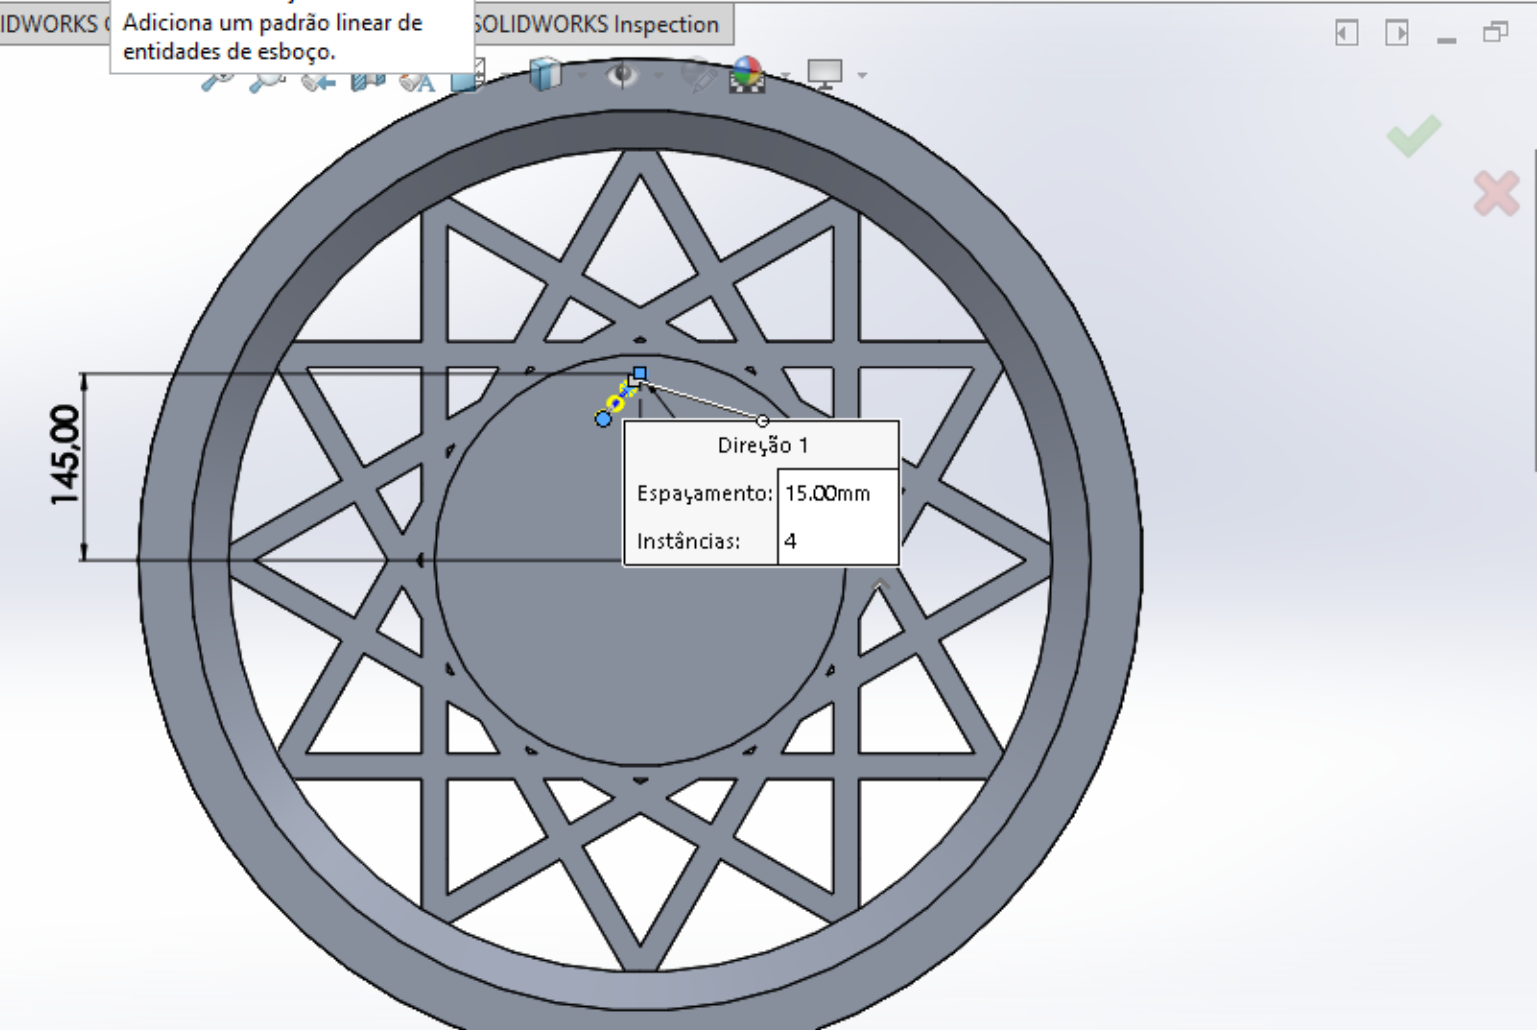 IDWORKS
SOLIDWORKS Inspection
Adiciona um padrão linear de
entidades de esboço.
145,00
Direção 1
Espaçamento: 15.00mm
Instâncias: 4